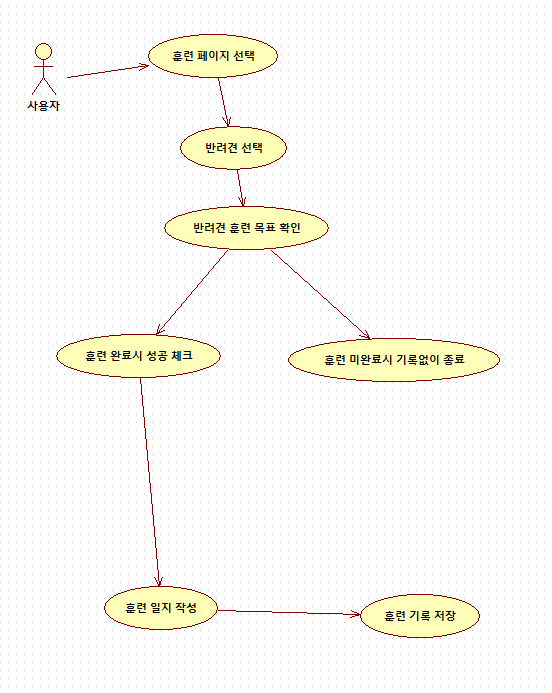 훈련 페이지 선택
사용자
반려견 선택
반려견 훈련 목표 확인
훈련 완료시 성공 체크
훈련 미완료시 기록없이 종료
훈련 일지 작성
훈련 기록 저장